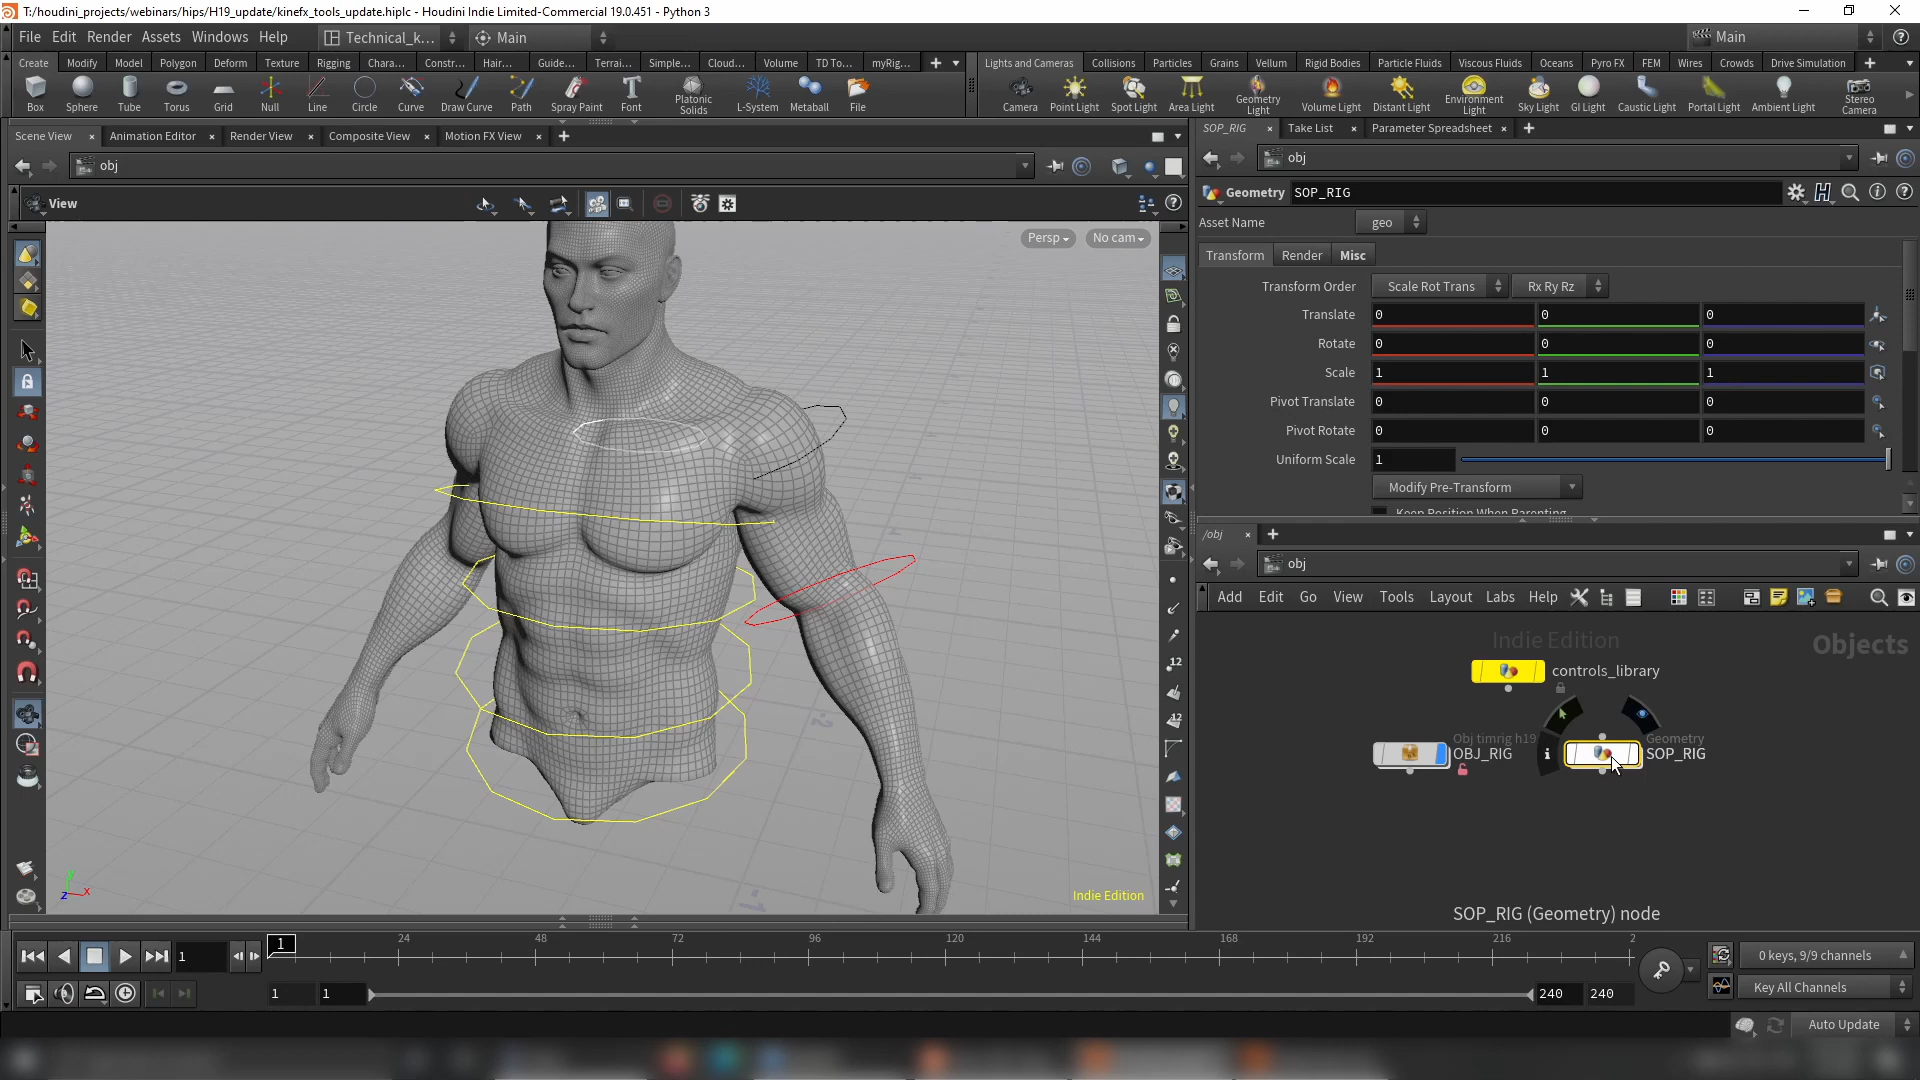 T:/houdini_projects/webinars/hips/H19_update/kinefx_tools_update.hiplc - Houdini Indie Limited-Commercial 19.0.451 - Python 3
File Edit Render Assets Windows Help Technical_k... Main Main
Create Modify Model Polygon Deform Texture Rigging Chara... Constr... Hair... Guide... Terrai... Simple... Cloud... Volume TD To... myRig...
Lights and Cameras Collisions Particles Grains Vellum Rigid Bodies Particle Fluids Viscous Fluids Oceans Pyro FX FEM Wires Crowds Drive Simulation
Box Sphere Tube Torus Grid Null Line Circle Curve Draw Curve Path Spray Paint Font Platonic Solids L-System Metaball File
Camera Point Light Spot Light Area Light Geometry Light Volume Light Distant Light Environment Light Sky Light GI Light Caustic Light Portal Light Ambient Light Stereo Camera
Scene View Animation Editor Render View Composite View Motion FX View
SOP_RIG Take List Parameter Spreadsheet
obj
obj
View
Geometry SOP_RIG
Asset Name geo
Persp No cam
Transform Render Misc
Transform Order Scale Rot Trans Rx Ry Rz
Translate 0 0 0
Rotate 0 0 0
Scale 1 1 1
Pivot Translate 0 0 0
Pivot Rotate 0 0 0
Uniform Scale 1
Modify Pre-Transform
Keep Position When Parenting
/obj
obj
Add Edit Go View Tools Layout Labs Help
Indie Edition
Objects
controls_library
Obj timrig h19
OBJ_RIG
Geometry
SOP_RIG
12
12
y
z x
Indie Edition
SOP_RIG (Geometry) node
1
1 24 48 72 96 120 144 168 192 216 2
0 keys, 9/9 channels
1 1 240 240
Key All Channels
Auto Update